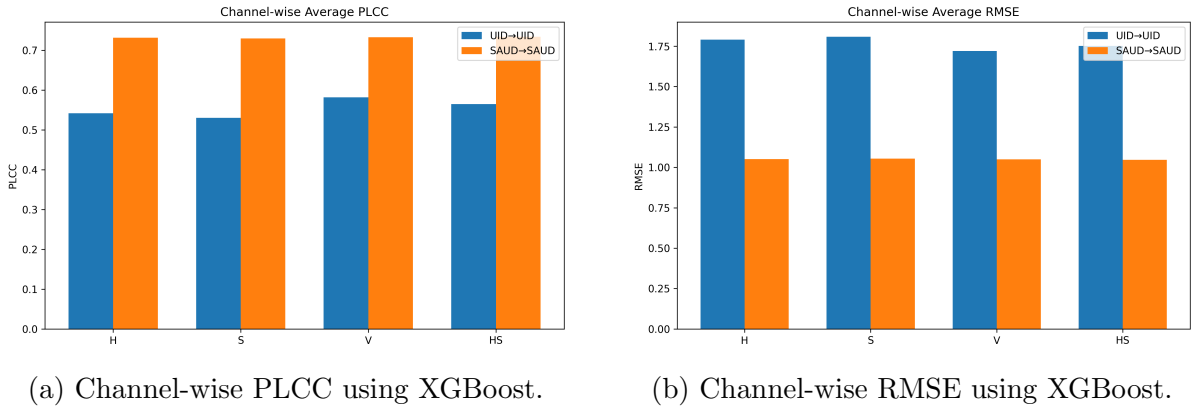 Channel-wise Average PLCC
UID→UID
SAUD→SAUD
PLCC
0.7
0.6
0.5
0.4
0.3
0.2
0.1
0.0
H
S
V
HS
(a) Channel-wise PLCC using XGBoost.
Channel-wise Average RMSE
UID→UID
SAUD→SAUD
RMSE
1.75
1.50
1.25
1.00
0.75
0.50
0.25
0.00
H
S
V
HS
(b) Channel-wise RMSE using XGBoost.